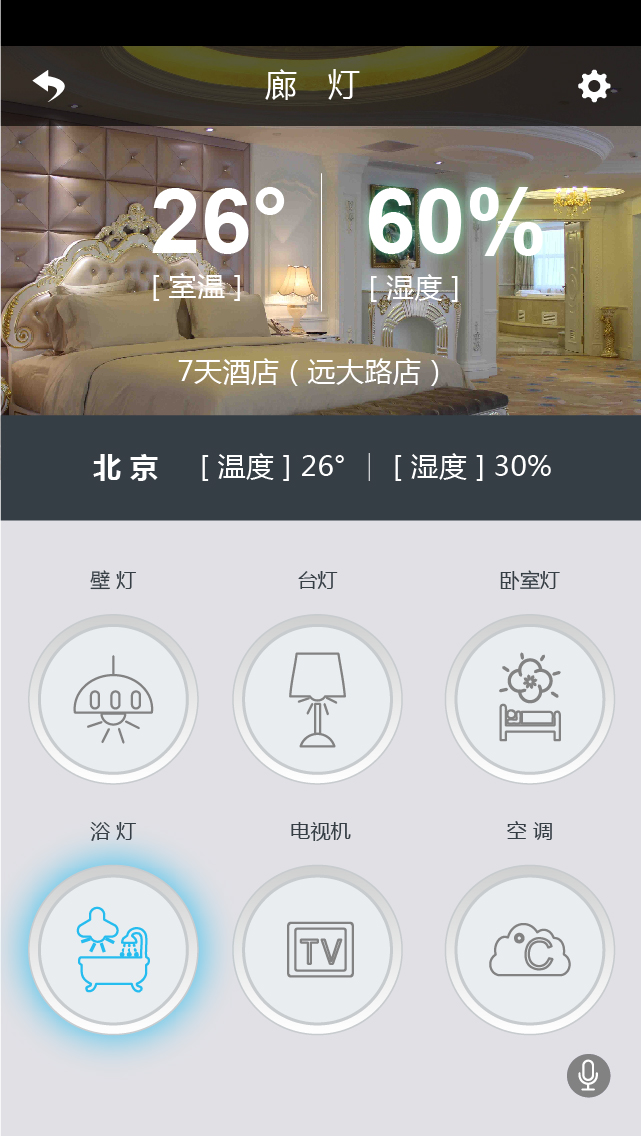 廊 灯
26° 60%
[ 室温 ] [ 湿度 ]
7天酒店（远大路店）
北京 [ 温度 ] 26° | [ 湿度 ] 30%
壁 灯 台灯 卧室灯
浴 灯 电视机 空 调
TV °C